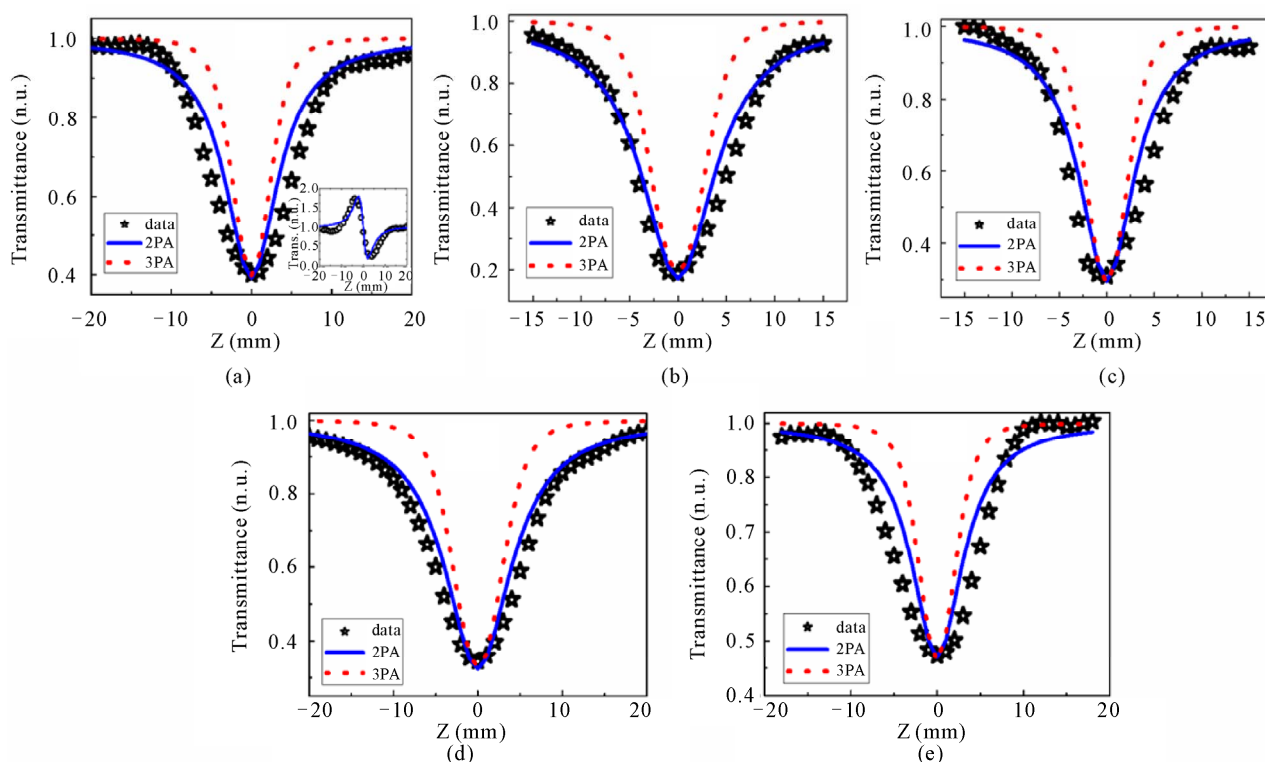 Transmittance (n.u.)
1.0
0.8
0.6
0.4
data
2PA
3PA
Trans. (n.u.)
2.0
1.5
1.0
0.5
0.0
−20 −10 0 10 20
Z (mm)
−20 −10 0 10 20
Z (mm)
(a)
Transmittance (n.u.)
1.0
0.8
0.6
0.4
0.2
data
2PA
3PA
−15 −10 −5 0 5 10 15
Z (mm)
(b)
Transmittance (n.u.)
1.0
0.8
0.6
0.4
data
2PA
3PA
−15 −10 −5 0 5 10 15
Z (mm)
(c)
Transmittance (n.u.)
1.0
0.8
0.6
0.4
data
2PA
3PA
−20 −10 0 10 20
Z (mm)
(d)
Transmittance (n.u.)
1.0
0.9
0.8
0.7
0.6
0.5
0.4
data
2PA
3PA
−20 −10 0 10 20
Z (mm)
(e)